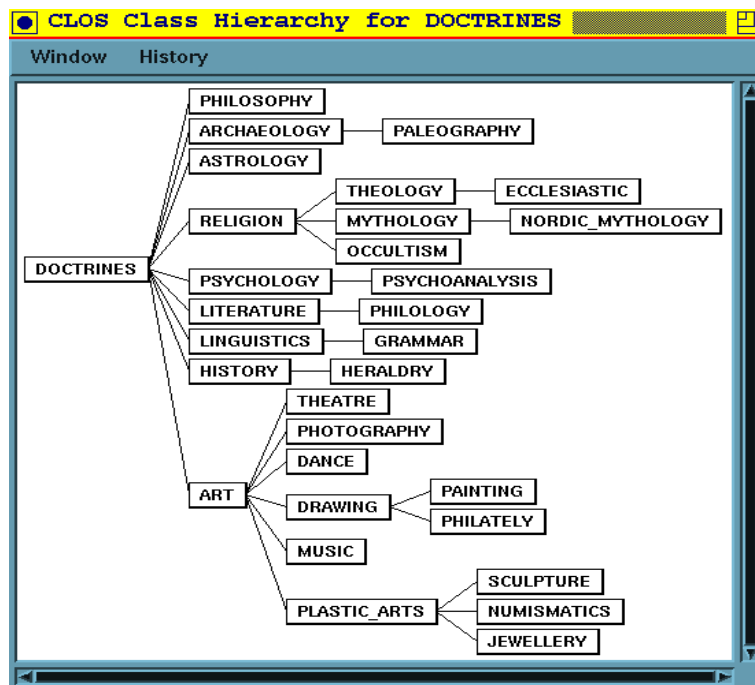 CLOS Class Hierarchy for DOCTRINES
Window History
PHILOSOPHY
ARCHAEOLOGY PALEOGRAPHY
ASTROLOGY
THEOLOGY ECCLESIASTIC
RELIGION MYTHOLOGY NORDIC_MYTHOLOGY
OCCULTISM
DOCTRINES
PSYCHOLOGY PSYCHOANALYSIS
LITERATURE PHILOLOGY
LINGUISTICS GRAMMAR
HISTORY HERALDRY
THEATRE
PHOTOGRAPHY
DANCE
ART
PAINTING
DRAWING
PHILATELY
MUSIC
SCULPTURE
PLASTIC_ARTS NUMISMATICS
JEWELLERY